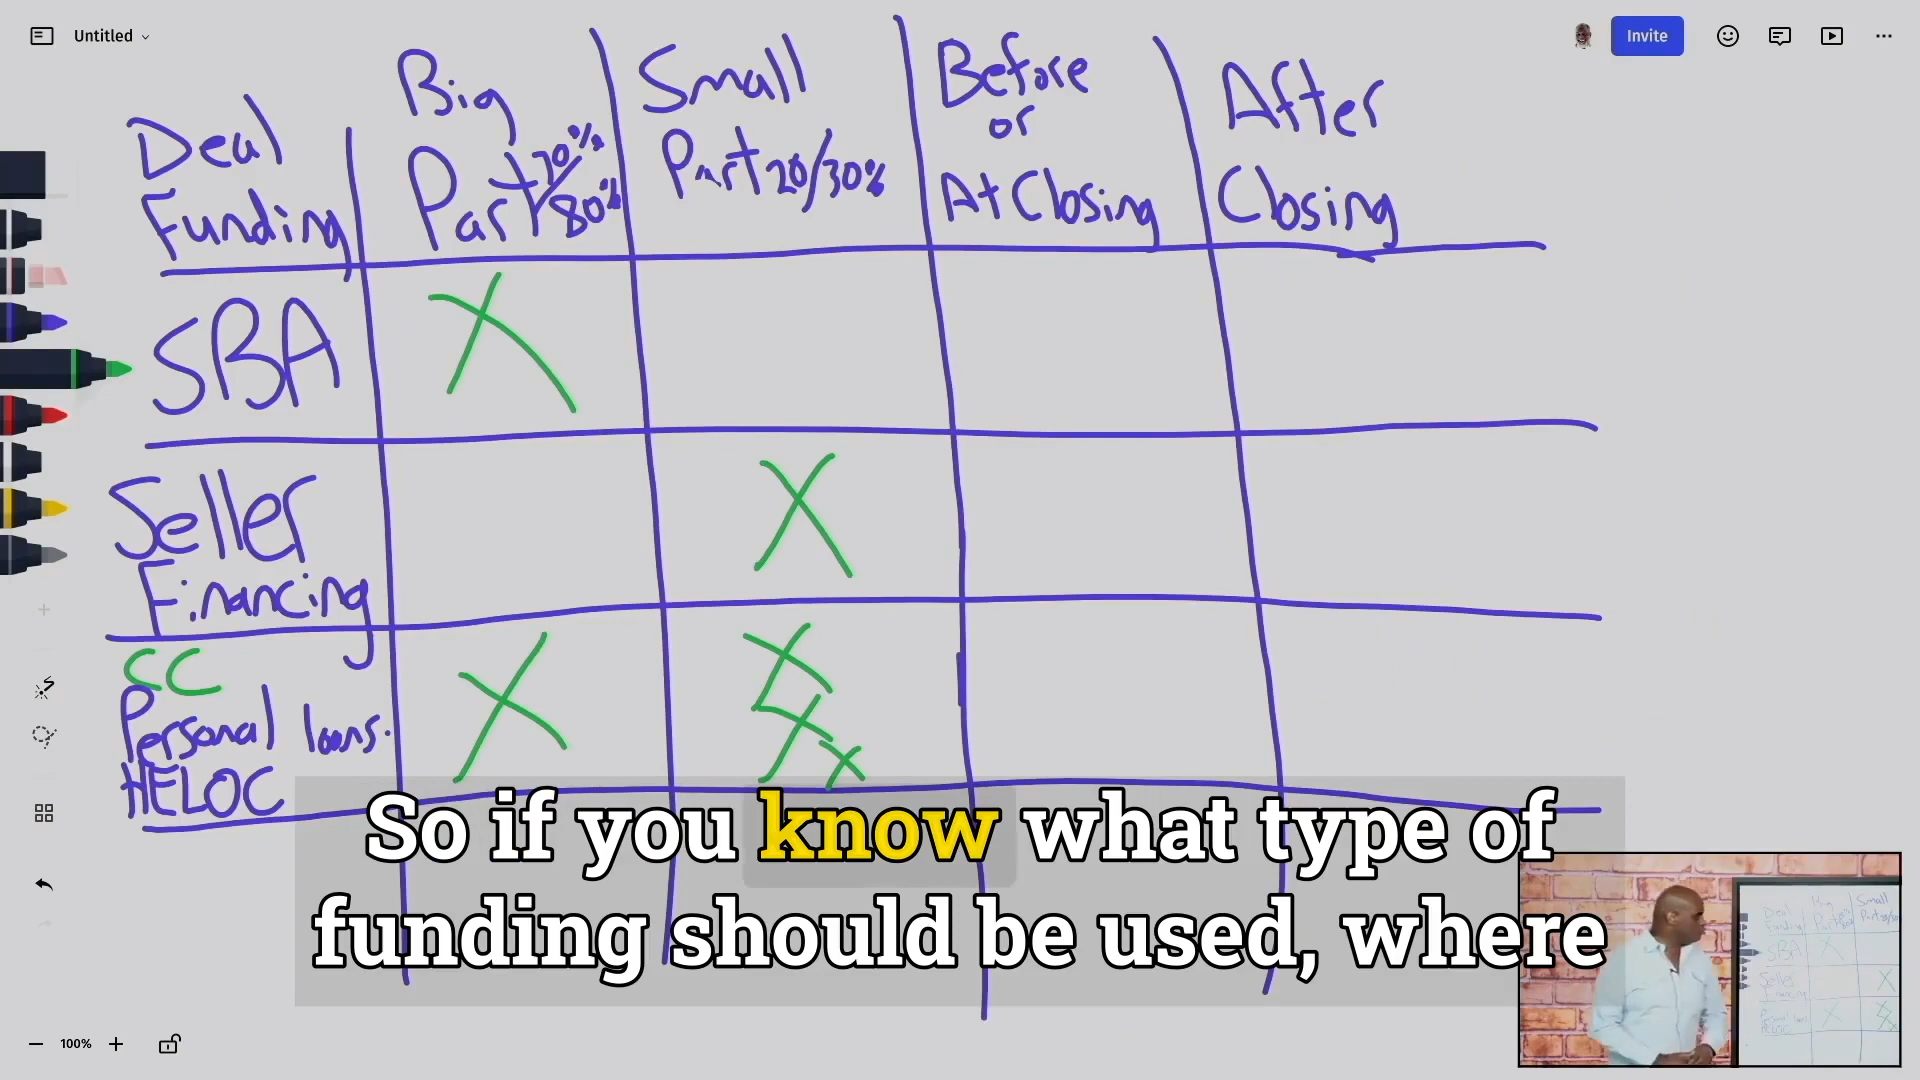 Untitled
Invite
Deal
Funding
Big
Part 70%/80%
Small
Part 20/30%
Before
or
At Closing
After
Closing
SBA
X
Seller
Financing
X
CC
Personal loans.
HELOC
X
X
X
X
So if you know what type of
funding should be used, where
100%